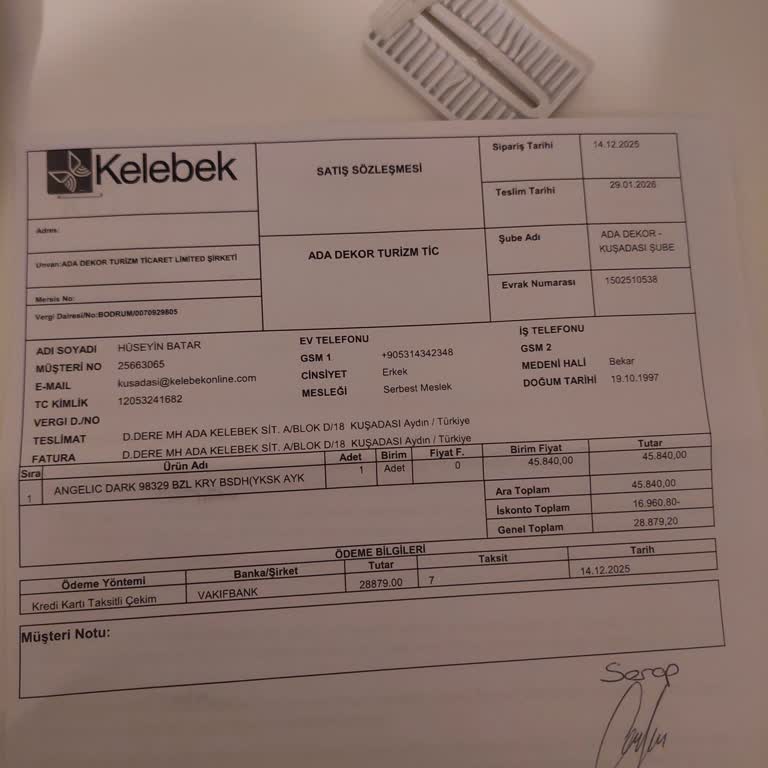 Kelebek
SATIŞ SÖZLEŞMESİ
Sipariş Tarihi 14.12.2025
Teslim Tarihi 29.01.2026
Adres:
Unvan:ADA DEKOR TURİZM TİCARET LİMİTED ŞİRKETİ
ADA DEKOR TURİZM TİC
Şube Adı ADA DEKOR -
KUŞADASI ŞUBE
Mersis No:
Evrak Numarası 1502510538
Vergi Dairesi/No:BODRUM/0070929805
ADI SOYADI HÜSEYİN BATAR EV TELEFONU İŞ TELEFONU
MÜŞTERİ NO 25663065 GSM 1 +905314342348 GSM 2
E-MAIL kusadasi@kelebekonline.com CİNSİYET Erkek MEDENİ HALİ Bekar
TC KİMLİK 12053241682 MESLEĞİ Serbest Meslek DOĞUM TARİHİ 19.10.1997
VERGİ D./NO
TESLİMAT D.DERE MH ADA KELEBEK SİT. A/BLOK D/18 KUŞADASI Aydın / Türkiye
FATURA D.DERE MH ADA KELEBEK SİT. A/BLOK D/18 KUŞADASI Aydın / Türkiye
Sıra Ürün Adı Adet Birim Fiyat F. Birim Fiyat Tutar
1 ANGELIC DARK 98329 BZL KRY BSDH(YKSK AYK 1 Adet 0 45.840,00 45.840,00
Ara Toplam 45.840,00
İskonto Toplam 16.960,80-
Genel Toplam 28.879,20
ÖDEME BİLGİLERİ
Ödeme Yöntemi Banka/Şirket Tutar Taksit Tarih
Kredi Kartı Taksitli Çekim VAKIFBANK 28879.00 7 14.12.2025
Müşteri Notu:
Serap